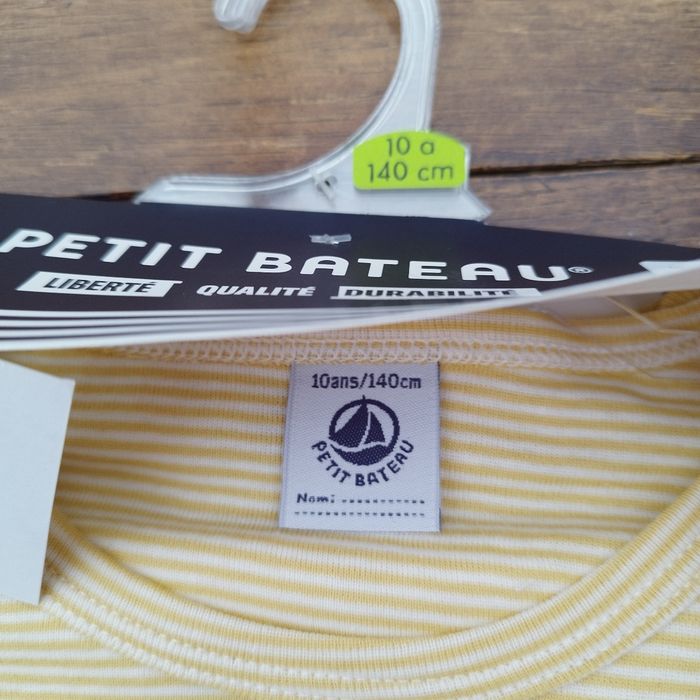 10 a
140 cm
PETIT BATEAU®
LIBERTÉ QUALITÉ DURABILITÉ
10ans/140cm
PETIT BATEAU
Nom: